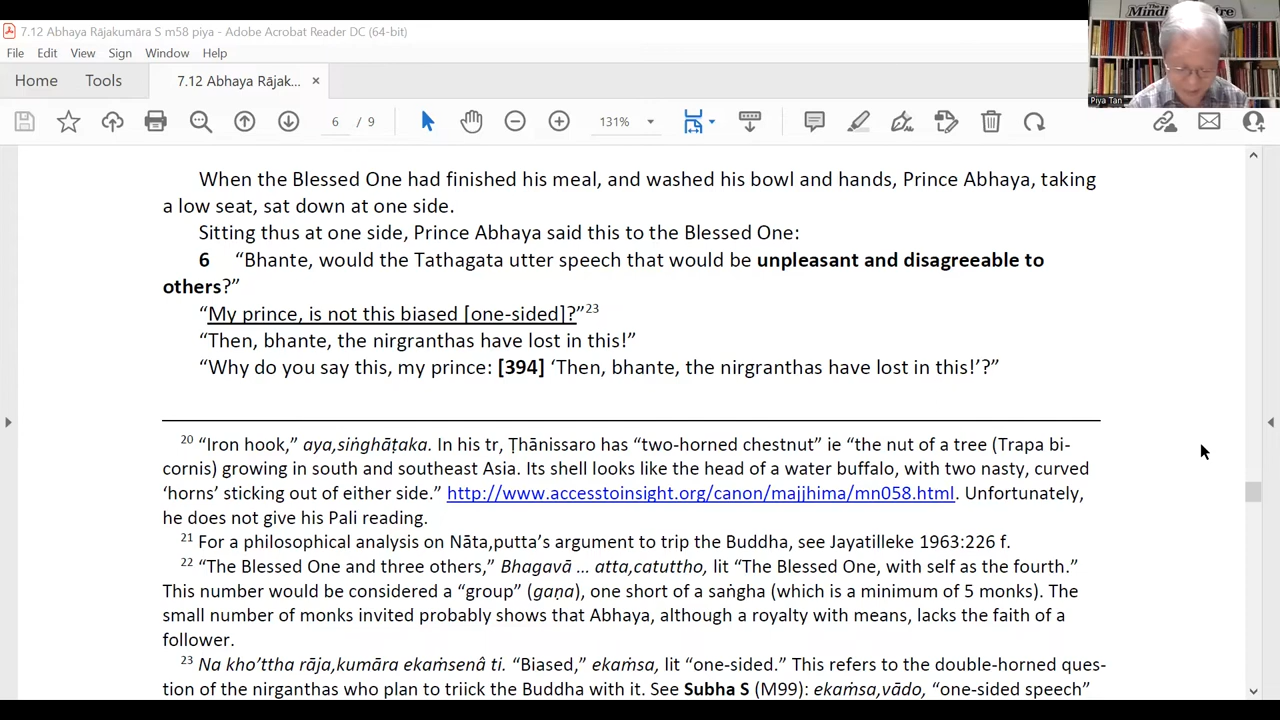 7.12 Abhaya Rājakumāra S m58 piya - Adobe Acrobat Reader DC (64-bit)
File Edit View Sign Window Help
Home Tools 7.12 Abhaya Rājak... ×
6 / 9 131%
Piya Tan
When the Blessed One had finished his meal, and washed his bowl and hands, Prince Abhaya, taking
a low seat, sat down at one side.
Sitting thus at one side, Prince Abhaya said this to the Blessed One:
6 “Bhante, would the Tathagata utter speech that would be unpleasant and disagreeable to
others?”
“My prince, is not this biased [one-sided]?”23
“Then, bhante, the nirgranthas have lost in this!”
“Why do you say this, my prince: [394] ‘Then, bhante, the nirgranthas have lost in this!’?”
20 “Iron hook,” aya,siṅghāṭaka. In his tr, Ṭhānissaro has “two-horned chestnut” ie “the nut of a tree (Trapa bi-
cornis) growing in south and southeast Asia. Its shell looks like the head of a water buffalo, with two nasty, curved
‘horns’ sticking out of either side.” http://www.accesstoinsight.org/canon/majjhima/mn058.html. Unfortunately,
he does not give his Pali reading.
21 For a philosophical analysis on Nāta,putta’s argument to trip the Buddha, see Jayatilleke 1963:226 f.
22 “The Blessed One and three others,” Bhagavā ... atta,catuttho, lit “The Blessed One, with self as the fourth.”
This number would be considered a “group” (gaṇa), one short of a saṅgha (which is a minimum of 5 monks). The
small number of monks invited probably shows that Abhaya, although a royalty with means, lacks the faith of a
follower.
23 Na kho’ttha rāja,kumāra ekaṁsenâ ti. “Biased,” ekaṁsa, lit “one-sided.” This refers to the double-horned ques-
tion of the nirganthas who plan to triick the Buddha with it. See Subha S (M99): ekaṁsa,vādo, “one-sided speech”